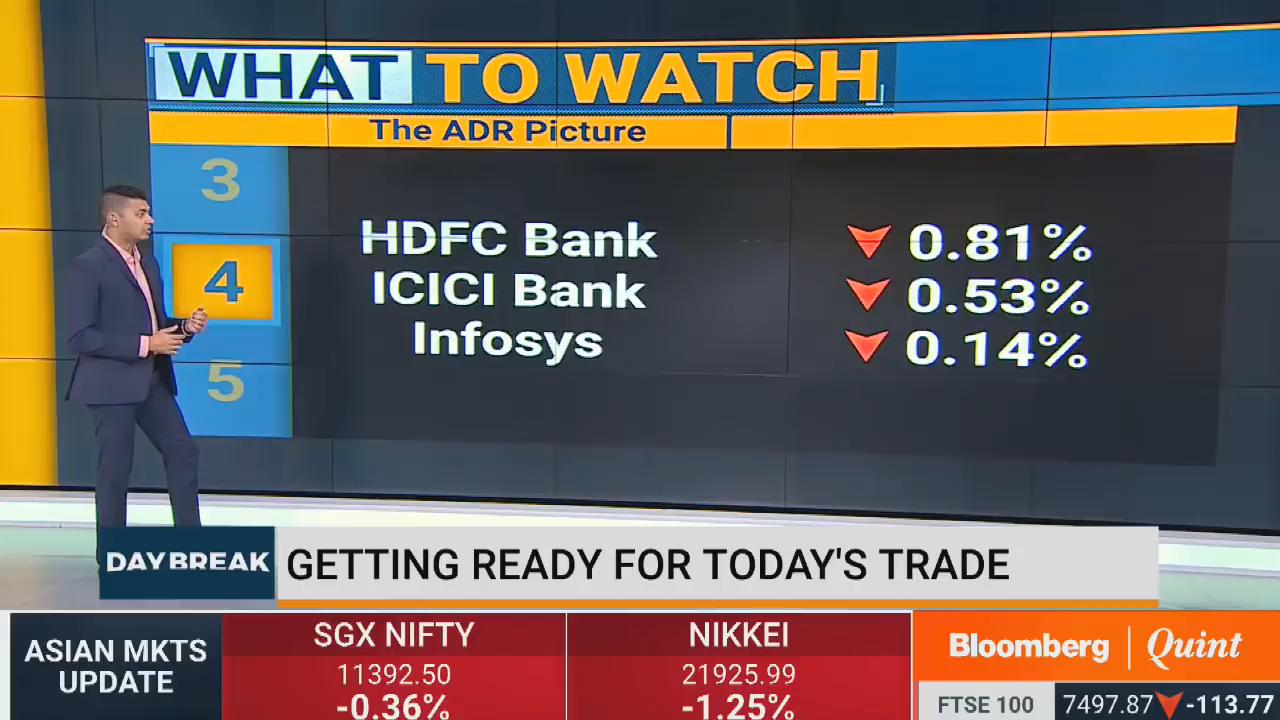 WHAT TO WATCH
The ADR Picture
3
4
5
HDFC Bank 0.81%
ICICI Bank 0.53%
Infosys 0.14%
DAYBREAK GETTING READY FOR TODAY'S TRADE
ASIAN MKTS UPDATE
SGX NIFTY
11392.50
-0.36%
NIKKEI
21925.99
-1.25%
Bloomberg | Quint
FTSE 100 7497.87 -113.77